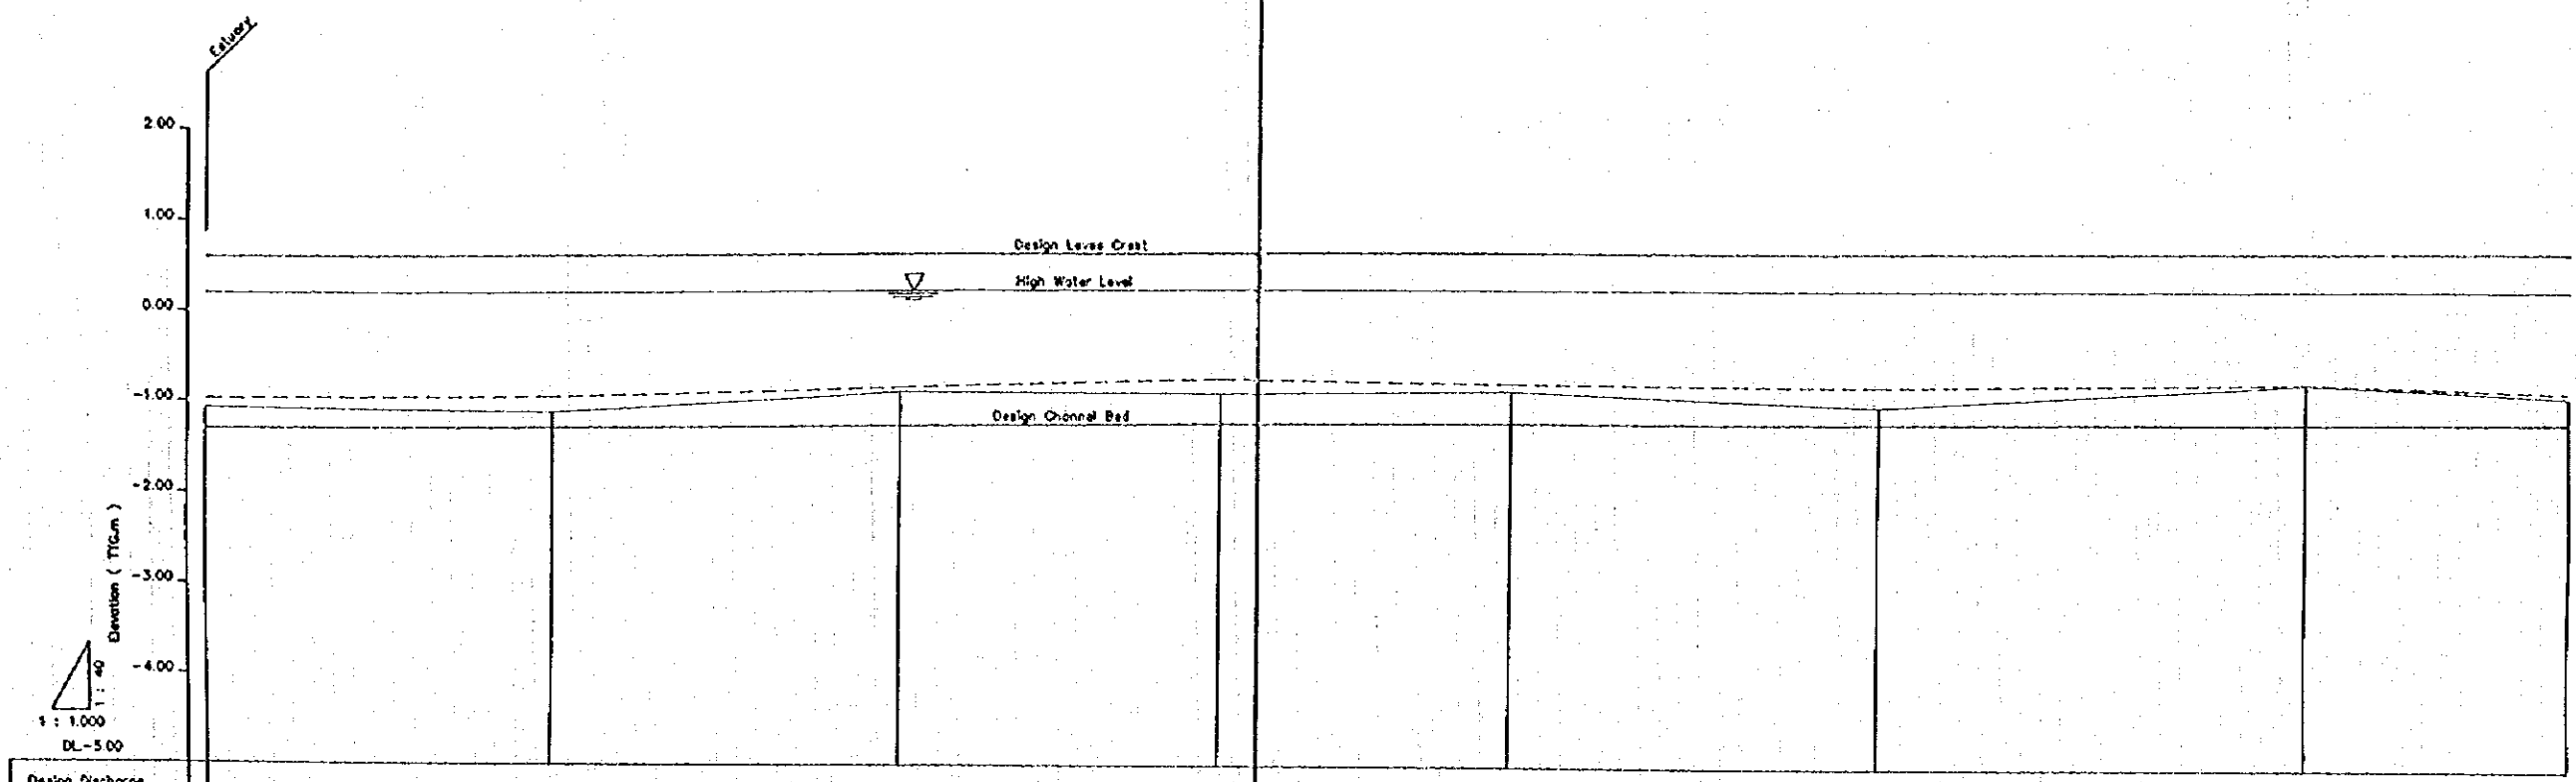 Estuary
2.00
1.00
Design Levee Crest
High Water Level
0.00
-1.00
Design Channel Bed
-2.00
Elevation ( TTG.m )
-3.00
-4.00
1 : 40
1 : 1.000
DL-5.00
Design Discharge